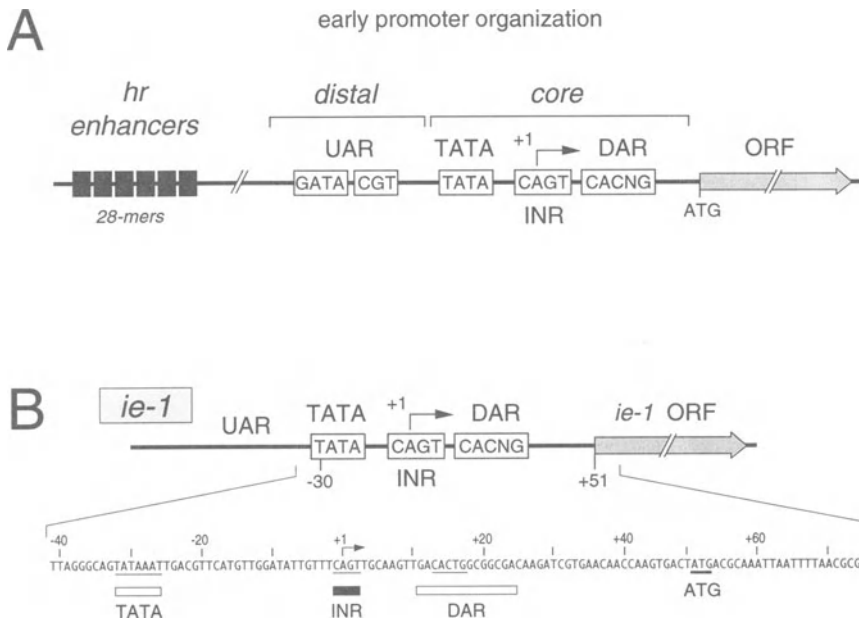 A
early promoter organization
hr enhancers
distal
core
UAR
TATA
+1
DAR
ORF
GATA
CGT
TATA
CAGT
CACNG
28-mers
INR
ATG
B
ie-1
UAR
TATA
+1
DAR
ie-1 ORF
TATA
CAGT
CACNG
-30
INR
+51
-40
-20
+1
+20
+40
+60
TTAGGGCAGTATAAATTGACGTTCATGTTGGATATTGTTTCAGTTGCAAGTTGACACTGGCGGCGACAAGATCGTGAACAACCAAGTGACTATGACGCAAATTAATTTTAACGCG
TATA
INR
DAR
ATG